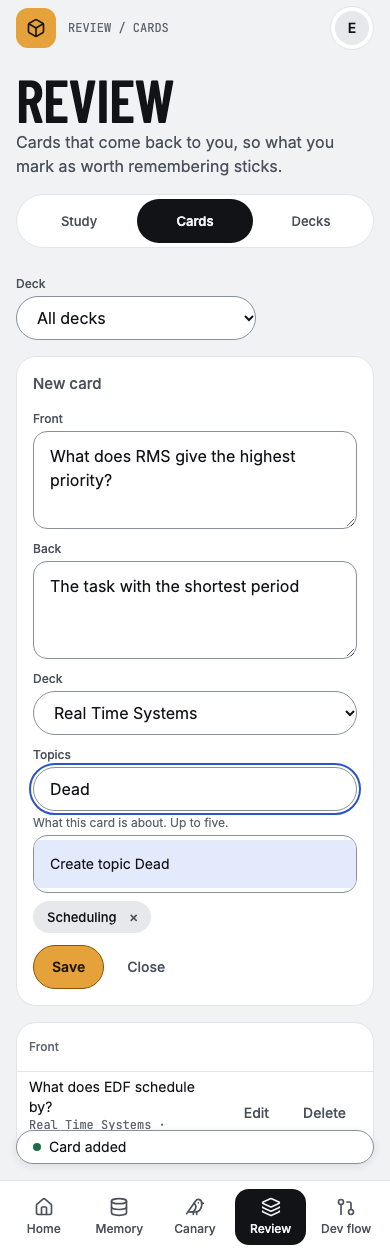 REVIEW / CARDS
E
REVIEW
Cards that come back to you, so what you
mark as worth remembering sticks.
Study
Cards
Decks
Deck
All decks
New card
Front
What does RMS give the highest
priority?
Back
The task with the shortest period
Deck
Real Time Systems
Topics
Dead
What this card is about. Up to five.
Create topic Dead
Scheduling ×
Save
Close
Front
What does EDF schedule
by?
Real Time Systems ·
Edit
Delete
Card added
Home
Memory
Canary
Review
Dev flow